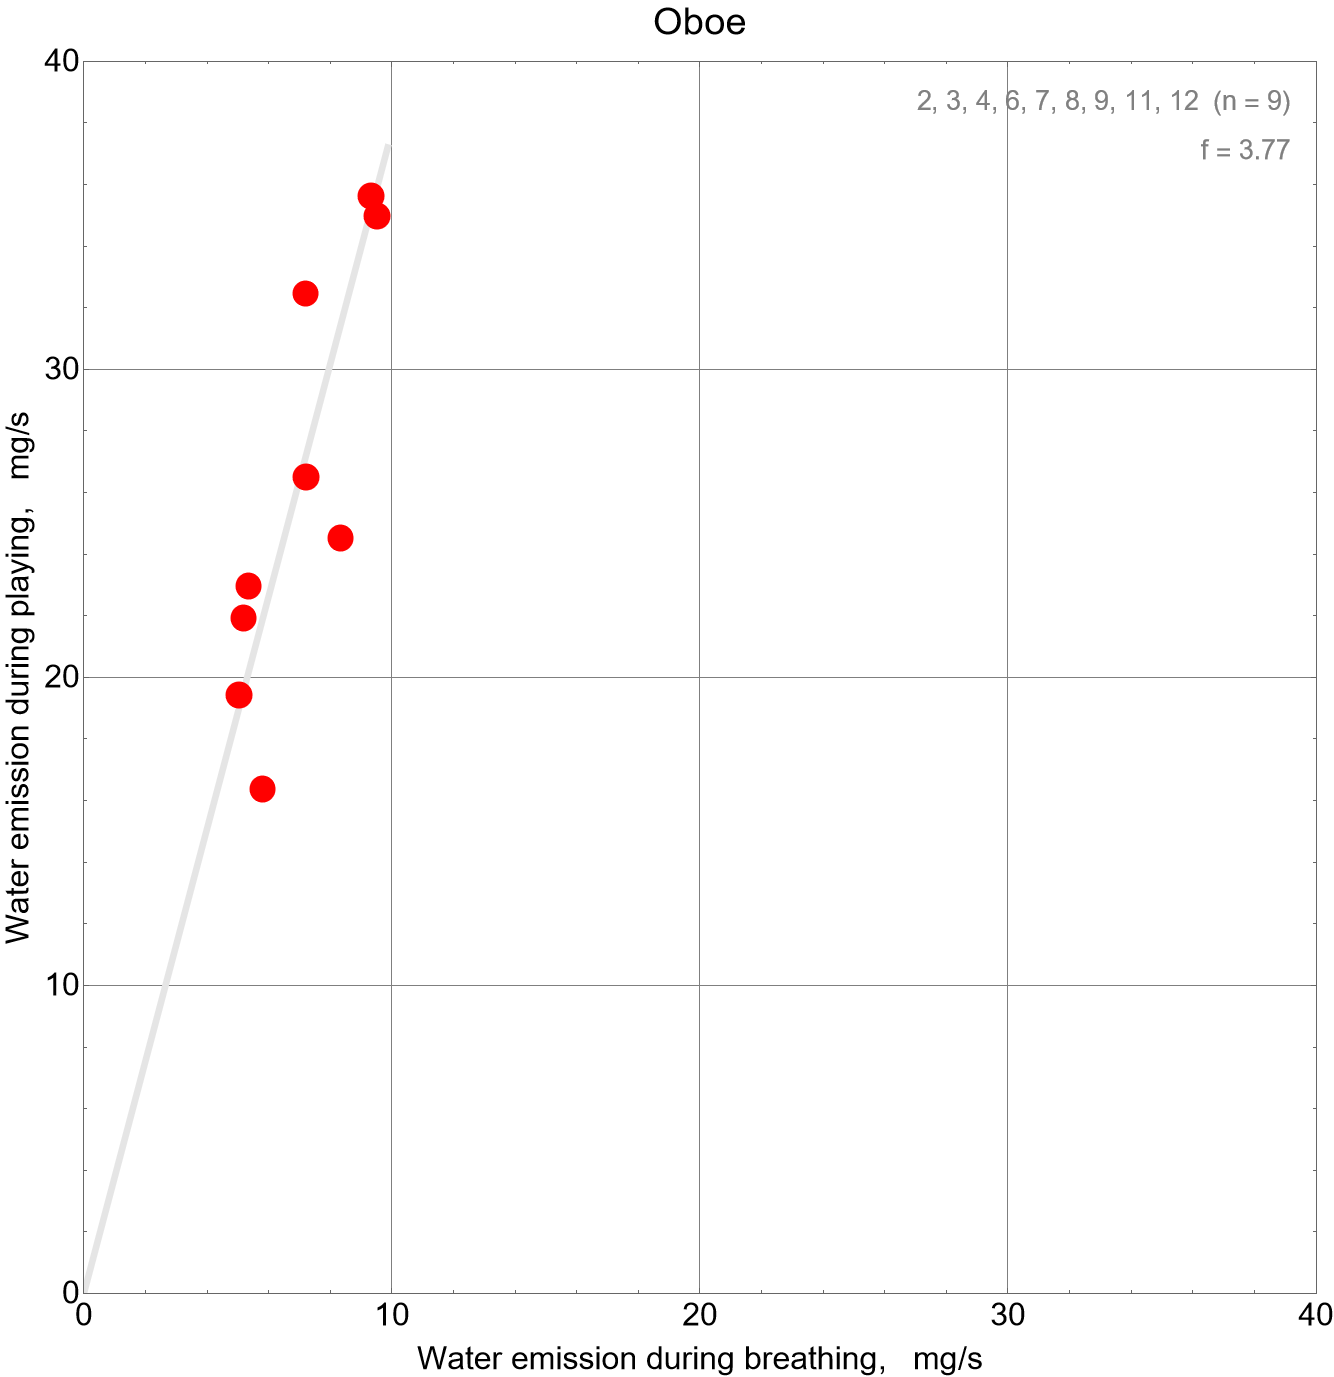 Oboe
40
2, 3, 4, 6, 7, 8, 9, 11, 12 (n = 9)
f = 3.77
30
Water emission during playing, mg/s
20
10
0
0 10 20 30 40
Water emission during breathing, mg/s